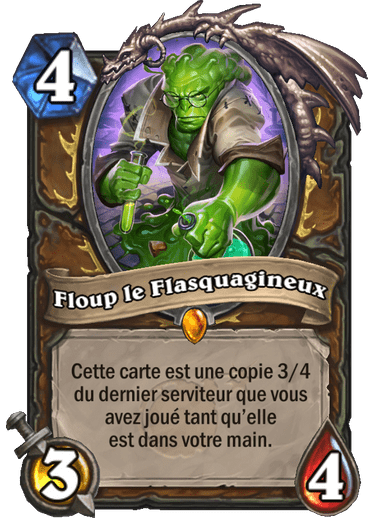 4
Floup le Flasquagineux
Cette carte est une copie 3/4
du dernier serviteur que vous
avez joué tant qu'elle
est dans votre main.
3
4